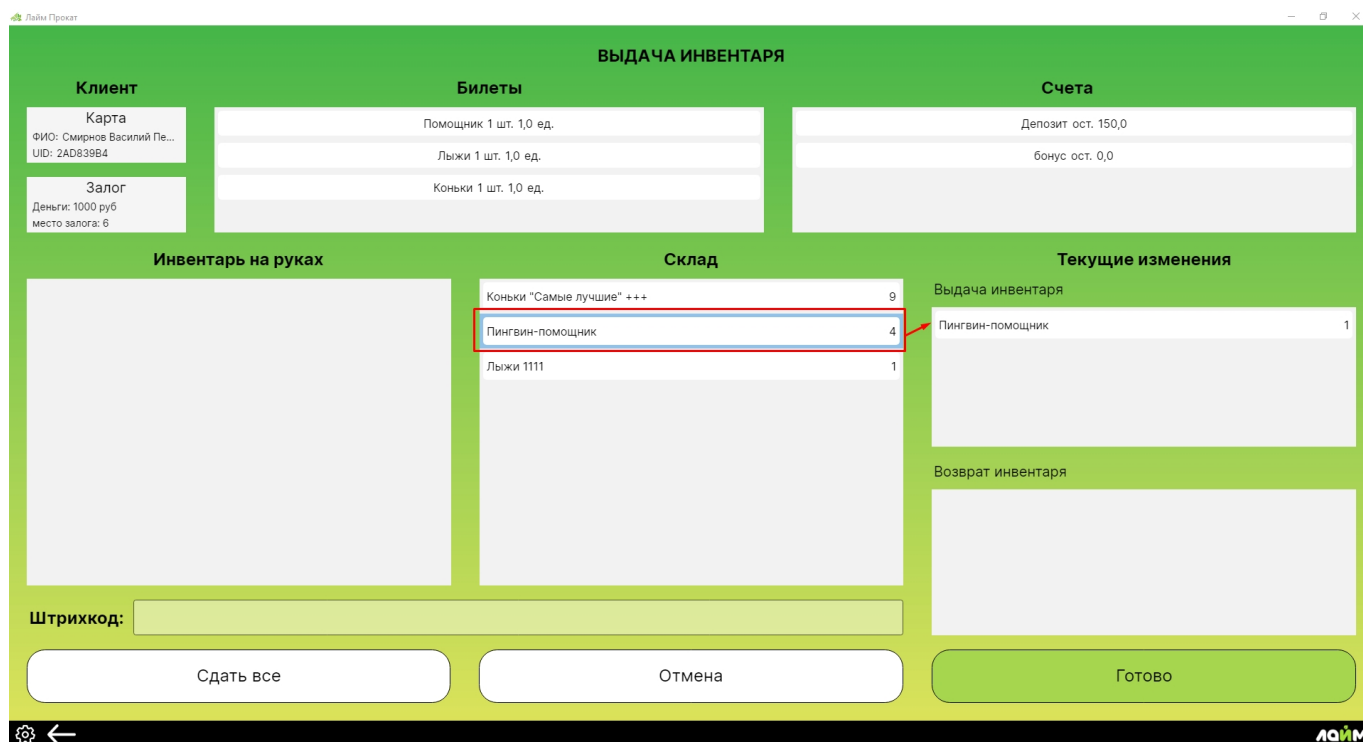 Лайм Прокат
ВЫДАЧА ИНВЕНТАРЯ
Клиент
Билеты
Счета
Карта
ФИО: Смирнов Василий Пе...
UID: 2AD839B4
Залог
Деньги: 1000 руб
место залога: 6
Помощник 1 шт. 1,0 ед.
Лыжи 1 шт. 1,0 ед.
Коньки 1 шт. 1,0 ед.
Депозит ост. 150,0
бонус ост. 0,0
Инвентарь на руках
Склад
Текущие изменения
Коньки "Самые лучшие" +++ 9
Пингвин-помощник 4
Лыжи 1111 1
Выдача инвентаря
Пингвин-помощник 1
Возврат инвентаря
Штрихкод:
Сдать все
Отмена
Готово
лайм